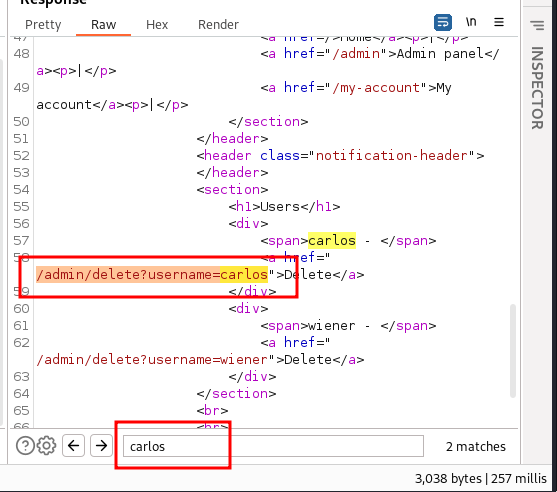 Response
Pretty Raw Hex Render \n
47 <a href=/>Home</a><p>|</p>
48 <a href="/admin">Admin panel</
a><p>|</p>
49 <a href="/my-account">My
account</a><p>|</p>
50 </section>
51 </header>
52 <header class="notification-header">
53 </header>
54 <section>
55 <h1>Users</h1>
56 <div>
57 <span>carlos - </span>
58 <a href="
/admin/delete?username=carlos">Delete</a>
59 </div>
60 <div>
61 <span>wiener - </span>
62 <a href="
/admin/delete?username=wiener">Delete</a>
63 </div>
64 </section>
65 <br>
66 <hr>
carlos 2 matches
3,038 bytes | 257 millis
INSPECTOR